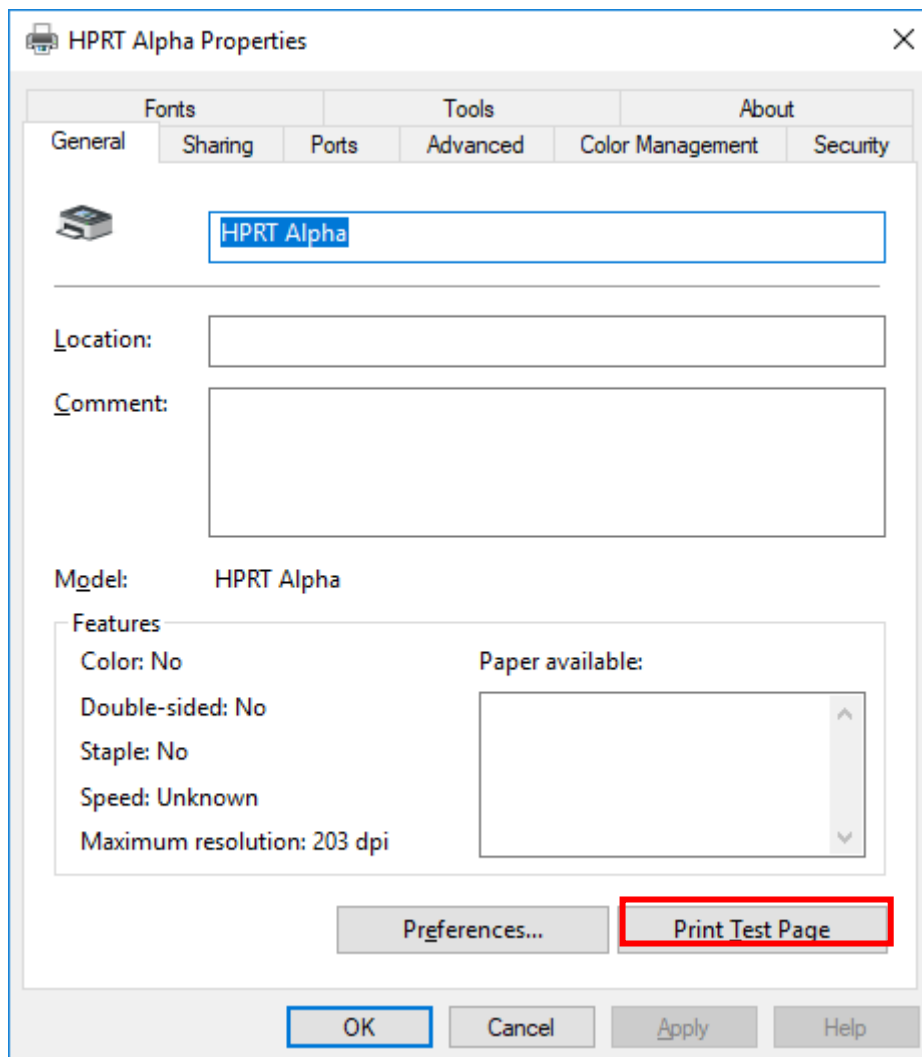 HPRT Alpha Properties
Fonts Tools About
General Sharing Ports Advanced Color Management Security
HPRT Alpha
Location:
Comment:
Model: HPRT Alpha
Features
Color: No Paper available:
Double-sided: No
Staple: No
Speed: Unknown
Maximum resolution: 203 dpi
Preferences... Print Test Page
OK Cancel Apply Help